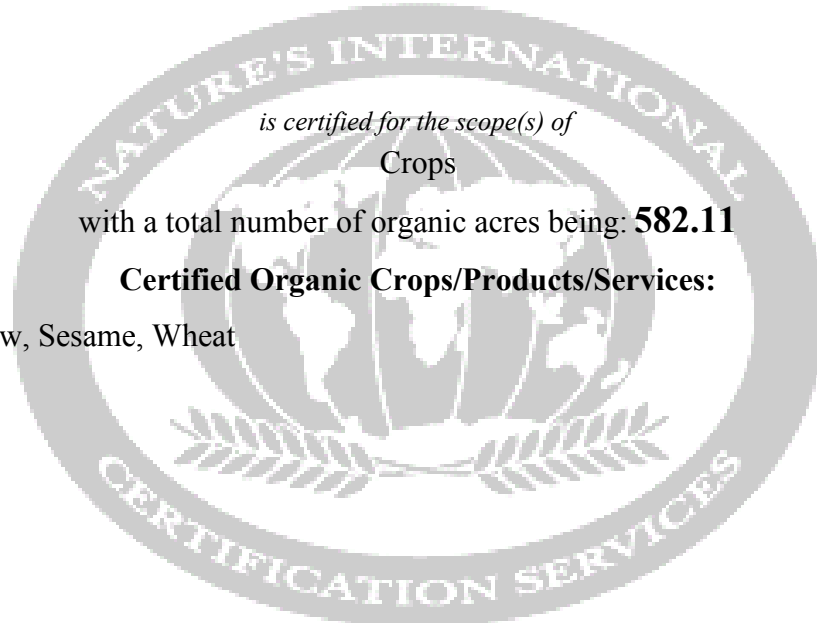 NATURE'S INTERNATIONAL
is certified for the scope(s) of
Crops
with a total number of organic acres being: 582.11
Certified Organic Crops/Products/Services:
w, Sesame, Wheat
CERTIFICATION SERVICES